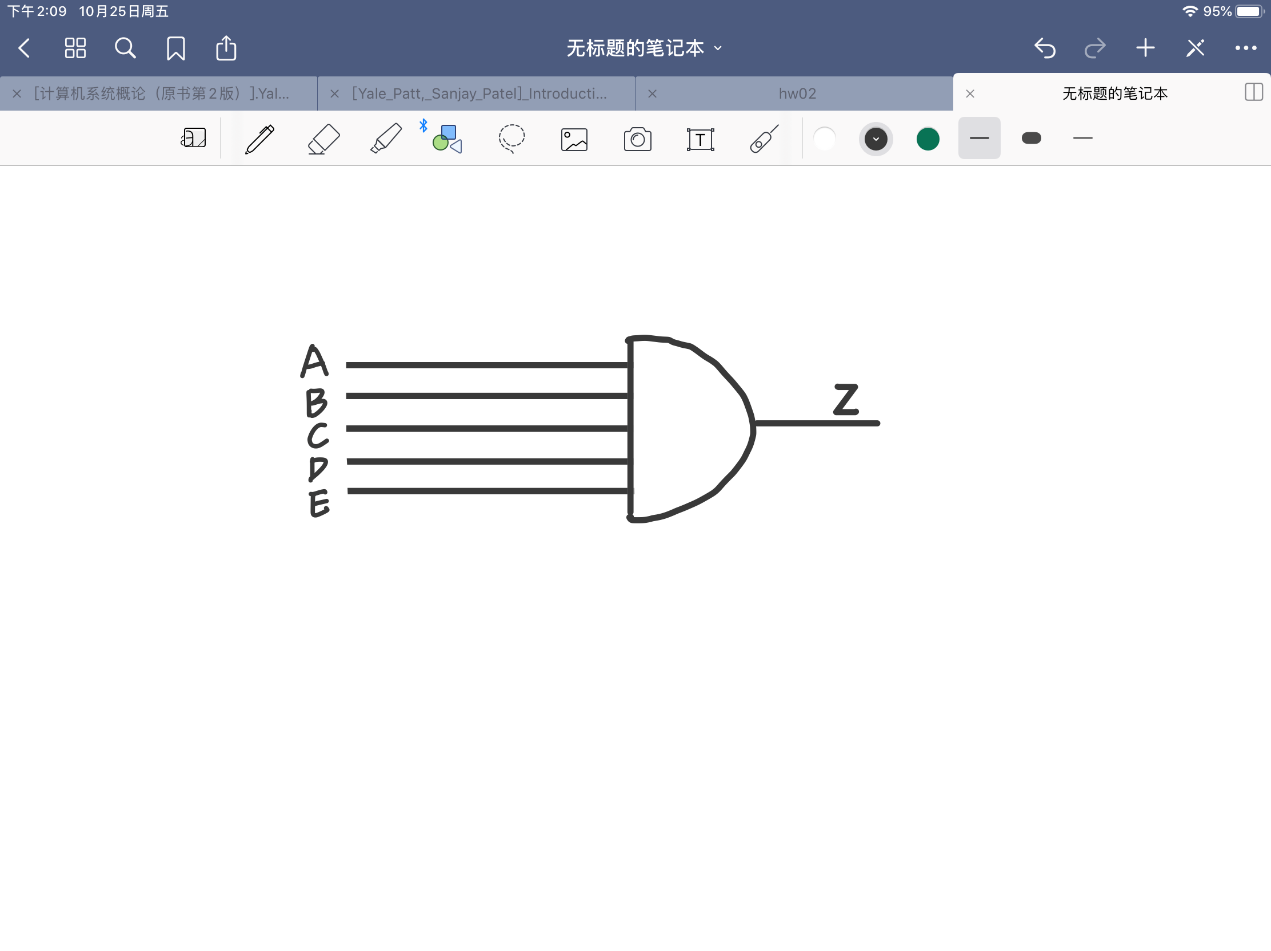 下午2:09 10月25日周五 95%
无标题的笔记本
[计算机系统概论（原书第2版）].Yal... [Yale_Patt,_Sanjay_Patel]_Introducti... hw02 无标题的笔记本
a T
A
B
C
D
E
Z